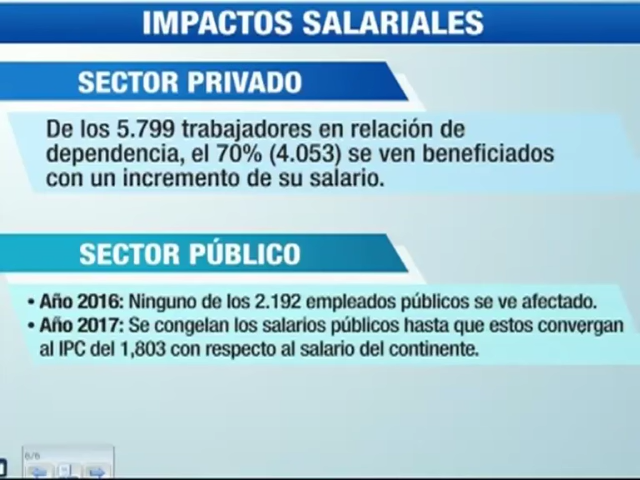 IMPACTOS SALARIALES
SECTOR PRIVADO
De los 5.799 trabajadores en relación de
dependencia, el 70% (4.053) se ven beneficiados
con un incremento de su salario.
SECTOR PÚBLICO
• Año 2016: Ninguno de los 2.192 empleados públicos se ve afectado.
• Año 2017: Se congelan los salarios públicos hasta que estos convergan
al IPC del 1,803 con respecto al salario del continente.
6/6